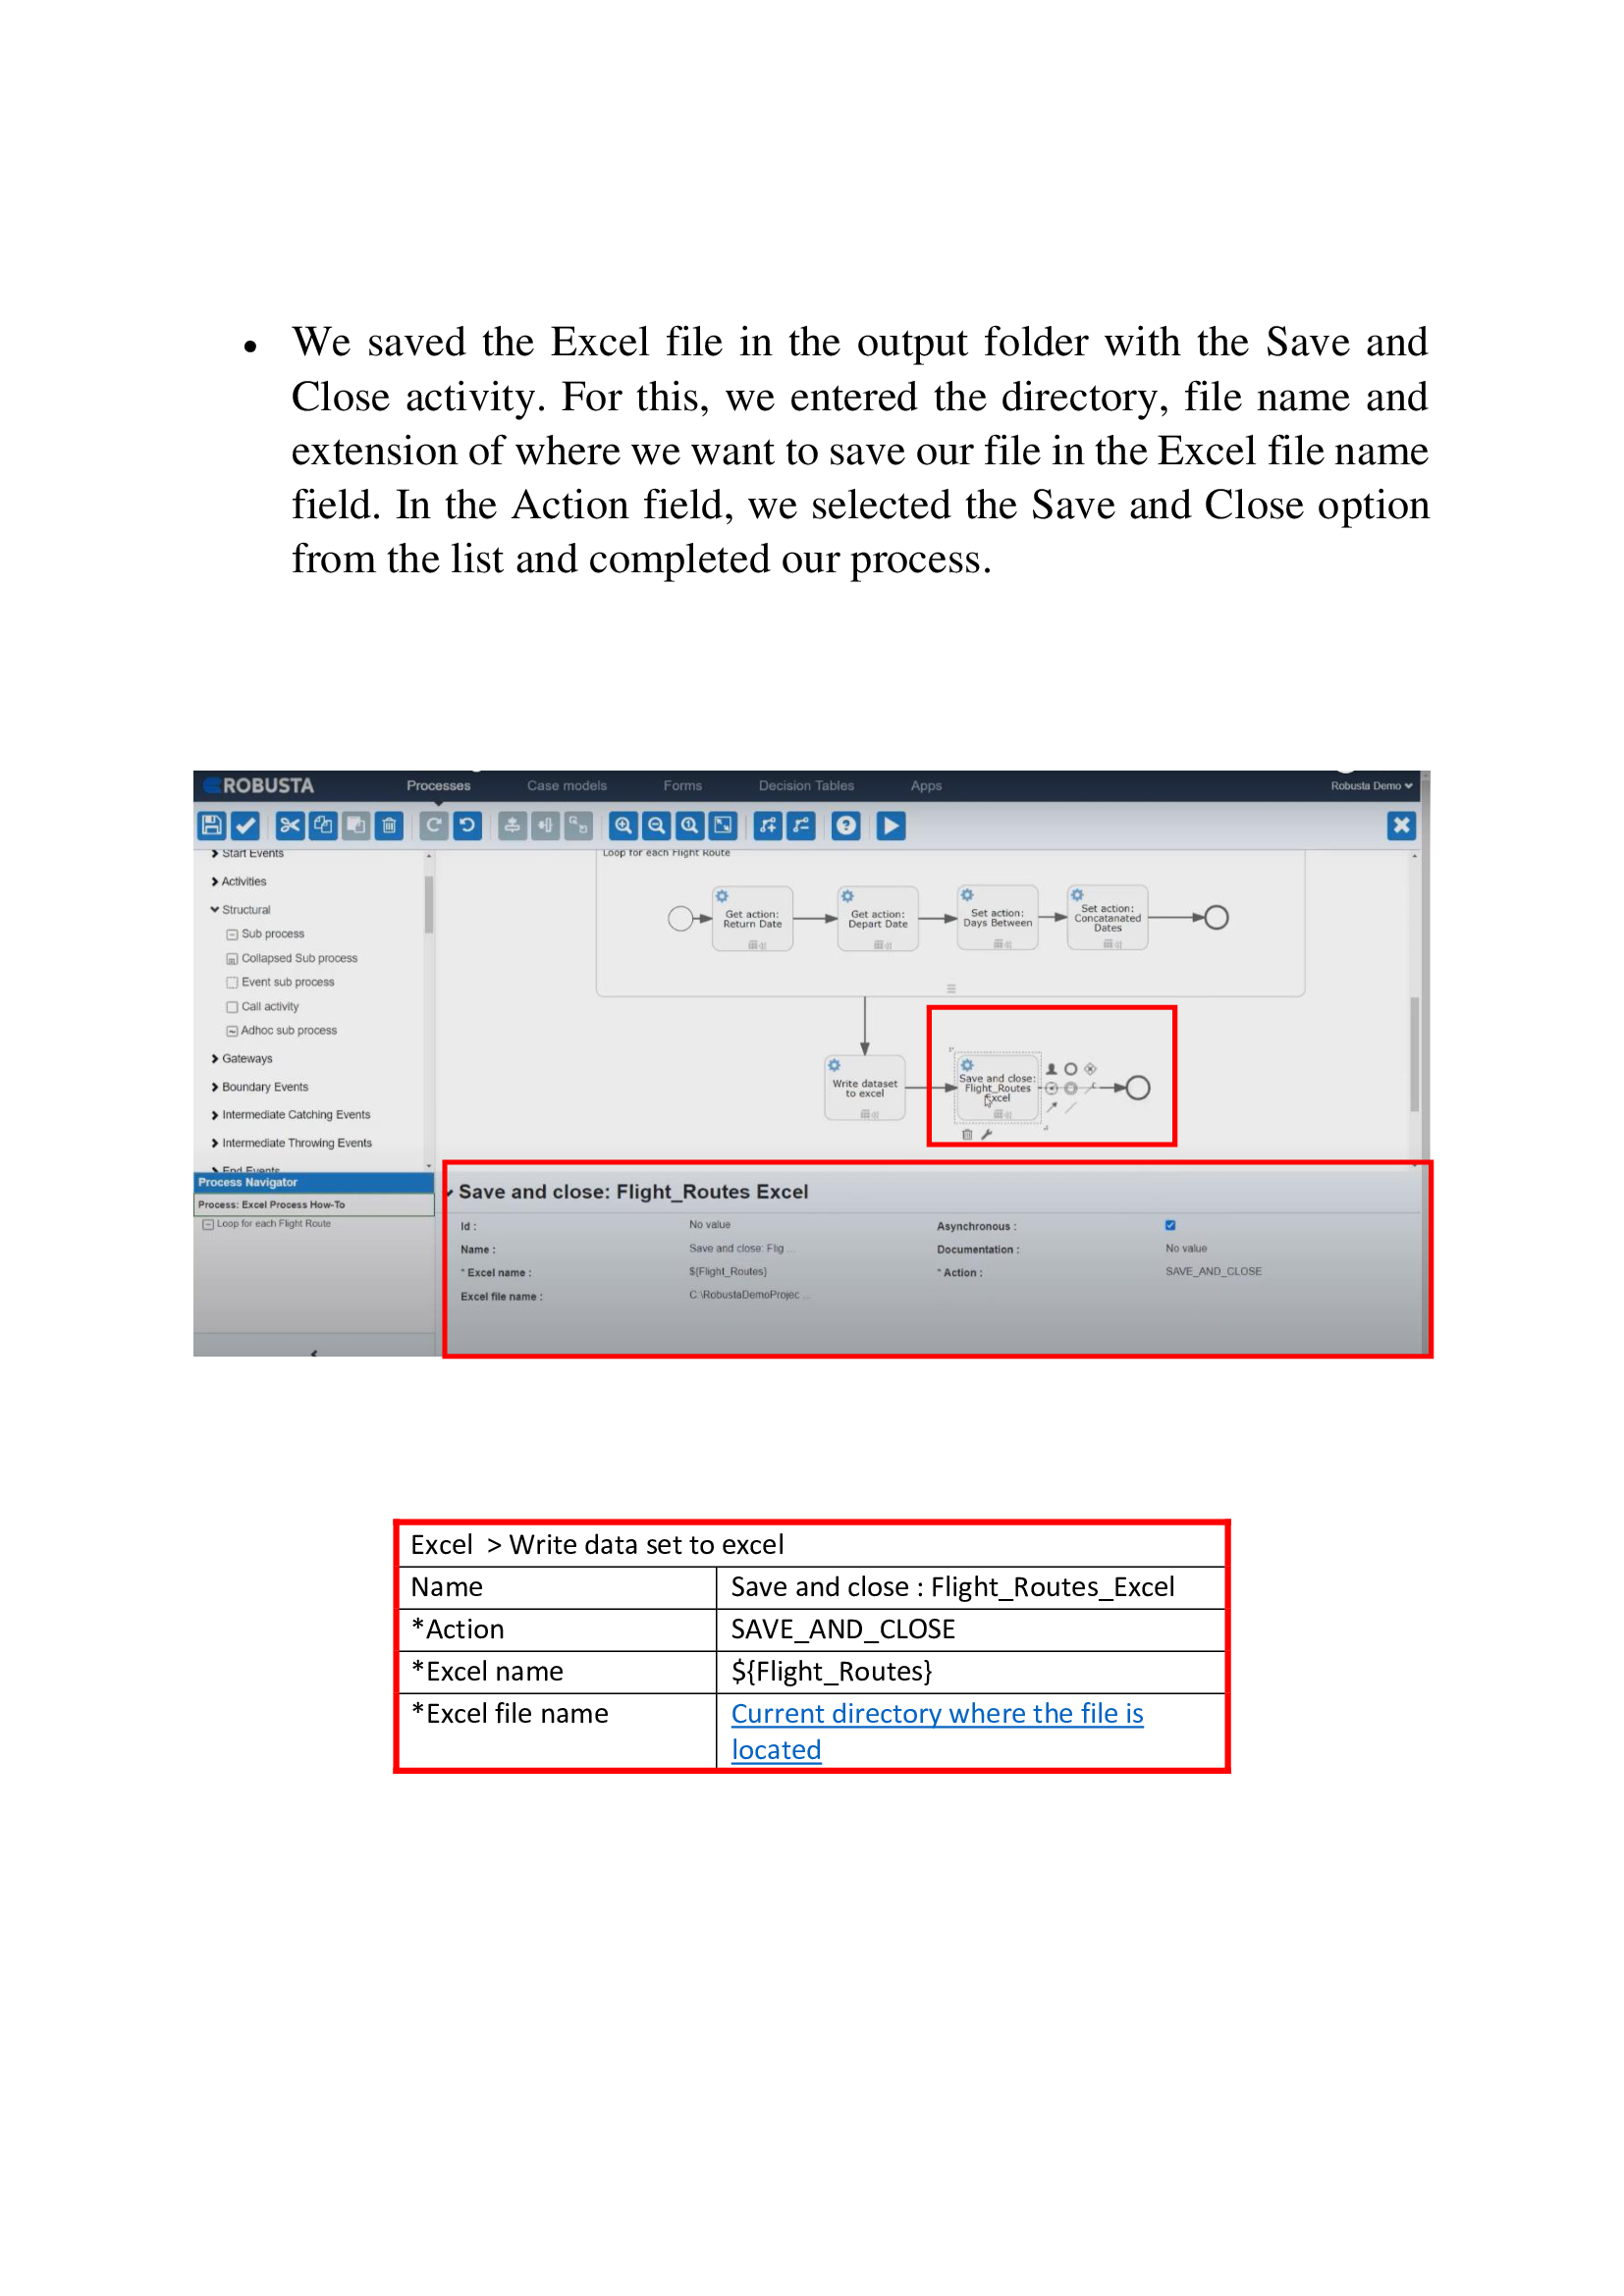 • We saved the Excel file in the output folder with the Save and
Close activity. For this, we entered the directory, file name and
extension of where we want to save our file in the Excel file name
field. In the Action field, we selected the Save and Close option
from the list and completed our process.
ROBUSTA Processes Case models Forms Decision Tables Apps Robusta Demo
Start Events
Activities
Structural
Sub process
Collapsed Sub process
Event sub process
Call activity
Adhoc sub process
Gateways
Boundary Events
Intermediate Catching Events
Intermediate Throwing Events
End Events
Process Navigator
Process: Excel Process How-To
Loop for each Flight Route
Loop for each Flight Route
Get action:
Return Date
Get action:
Depart Date
Set action:
Days Between
Set action:
Concatanated
Dates
Write dataset
to excel
Save and close:
Flight_Routes
Excel
Save and close: Flight_Routes Excel
Id : No value Asynchronous :
Name : Save and close: Flig ... Documentation : No value
* Excel name : ${Flight_Routes} * Action : SAVE_AND_CLOSE
Excel file name : C:\RobustaDemoProjec ...
Excel > Write data set to excel
Name Save and close : Flight_Routes_Excel
*Action SAVE_AND_CLOSE
*Excel name ${Flight_Routes}
*Excel file name Current directory where the file is
located